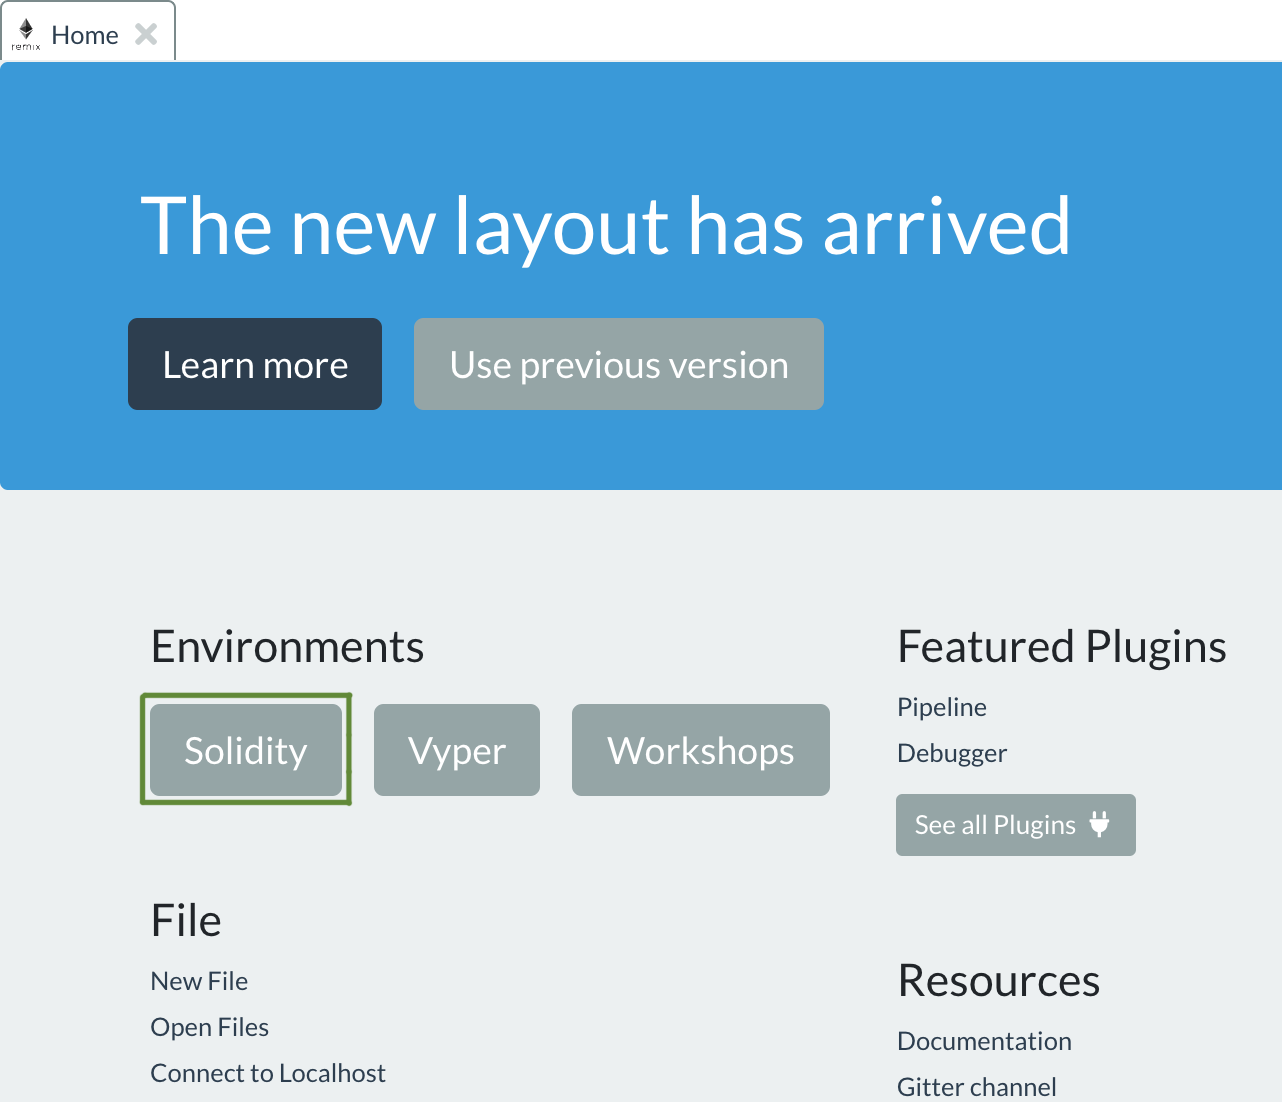 remix
Home
The new layout has arrived
Learn more
Use previous version
Environments
Solidity
Vyper
Workshops
File
New File
Open Files
Connect to Localhost
Featured Plugins
Pipeline
Debugger
See all Plugins
Resources
Documentation
Gitter channel